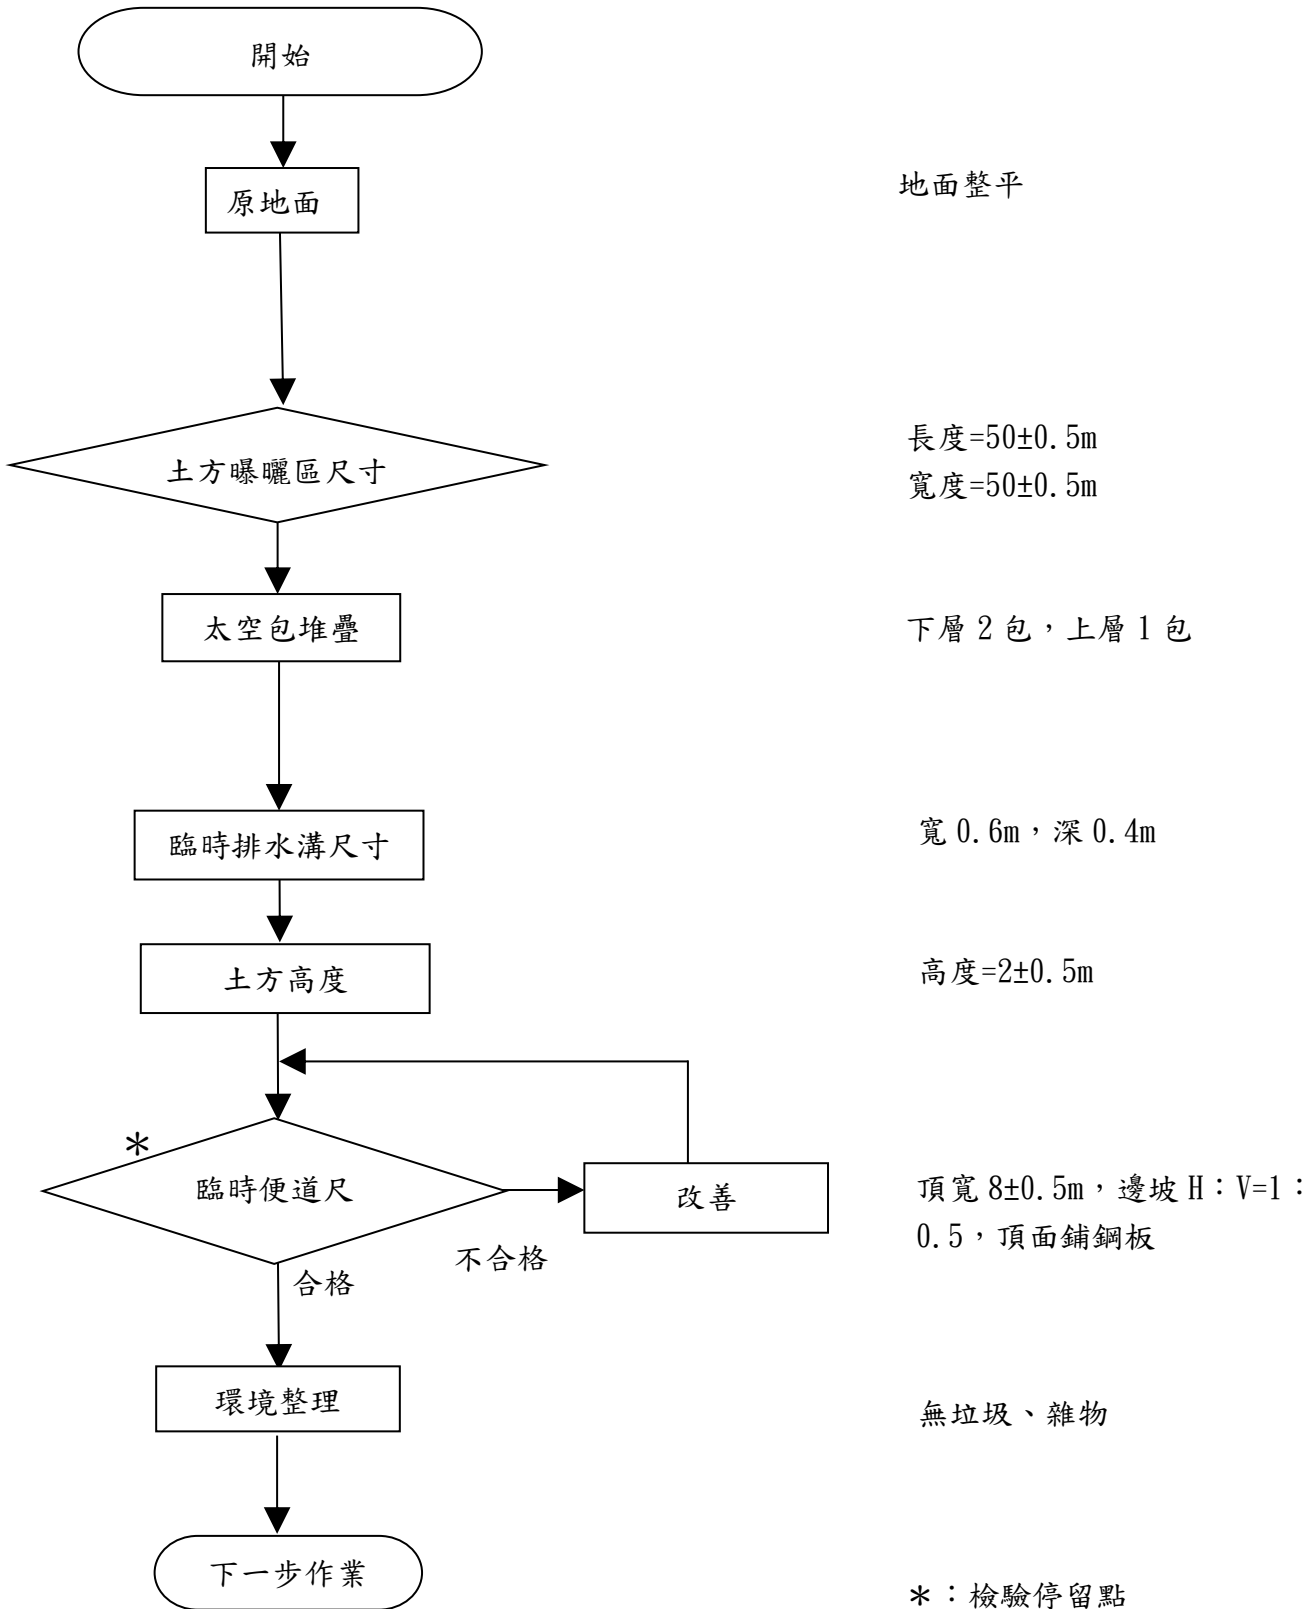 開始
原地面
地面整平
土方曝曬區尺寸
長度=50±0.5m
寬度=50±0.5m
太空包堆疊
下層 2 包，上層 1 包
臨時排水溝尺寸
寬 0.6m，深 0.4m
土方高度
高度=2±0.5m
*
臨時便道尺
改善
頂寬 8±0.5m，邊坡 H：V=1：
0.5，頂面鋪鋼板
不合格
合格
環境整理
無垃圾、雜物
下一步作業
*：檢驗停留點